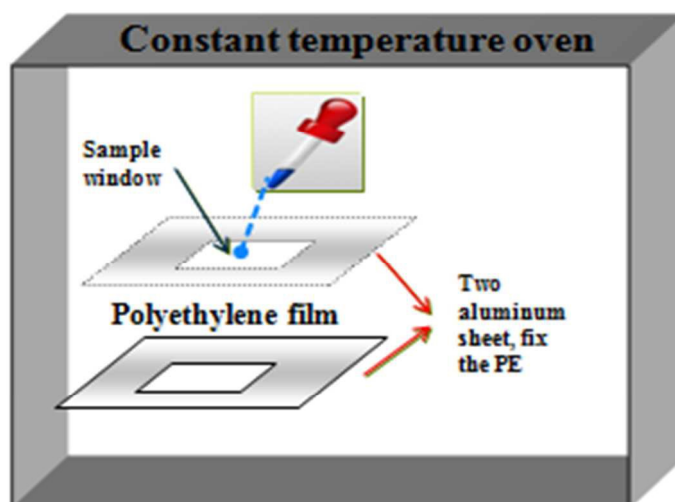 Constant temperature oven
Sample
window
Polyethylene film
Two
aluminum
sheet, fix
the PE